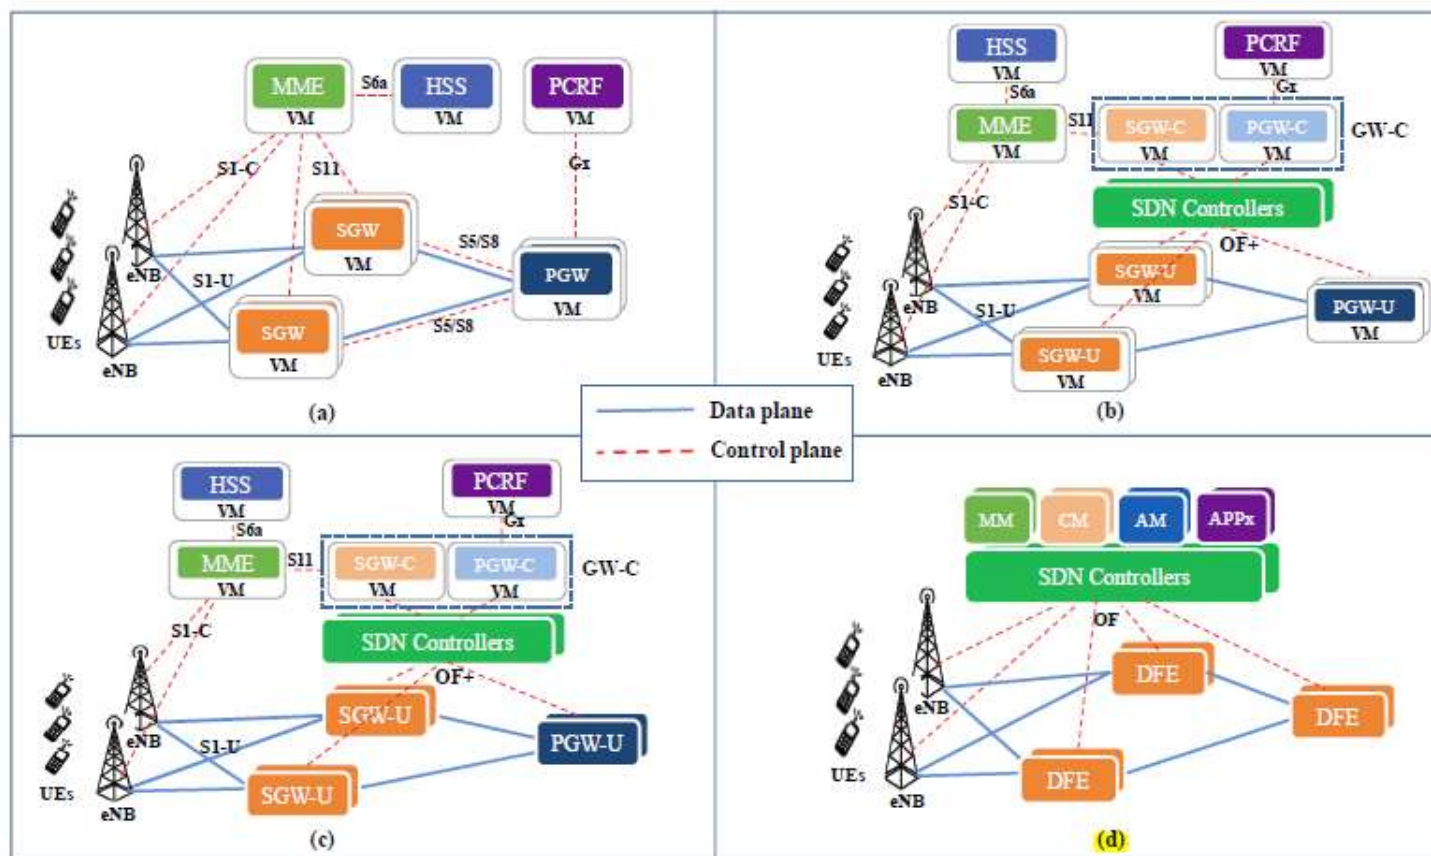 MME
VM
S6a
HSS
VM
PCRF
VM
S1-C
S11
Gx
SGW
VM
S5/S8
PGW
VM
eNB
S1-U
SGW
VM
S5/S8
UEs
eNB
(a)
HSS
VM
S6a
PCRF
VM
Gx
MME
VM
S11
SGW-C
VM
PGW-C
VM
GW-C
SDN Controllers
S1-C
OF+
SGW-U
VM
eNB
S1-U
PGW-U
VM
SGW-U
VM
UEs
eNB
(b)
Data plane
Control plane
HSS
VM
S6a
PCRF
VM
Gx
MME
VM
S11
SGW-C
VM
PGW-C
VM
GW-C
SDN Controllers
S1-C
OF+
SGW-U
eNB
S1-U
PGW-U
SGW-U
UEs
eNB
(c)
MM
CM
AM
APPx
SDN Controllers
OF
DFE
eNB
DFE
DFE
UEs
eNB
(d)